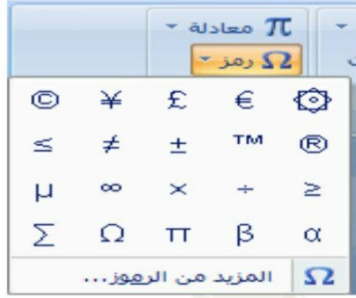 π معادلة
Ω رمز
© ¥ £ € ۞
≤ ≠ ± ™ ®
µ ∞ × ÷ ≥
∑ Ω π β α
Ω المزيد من الرموز...